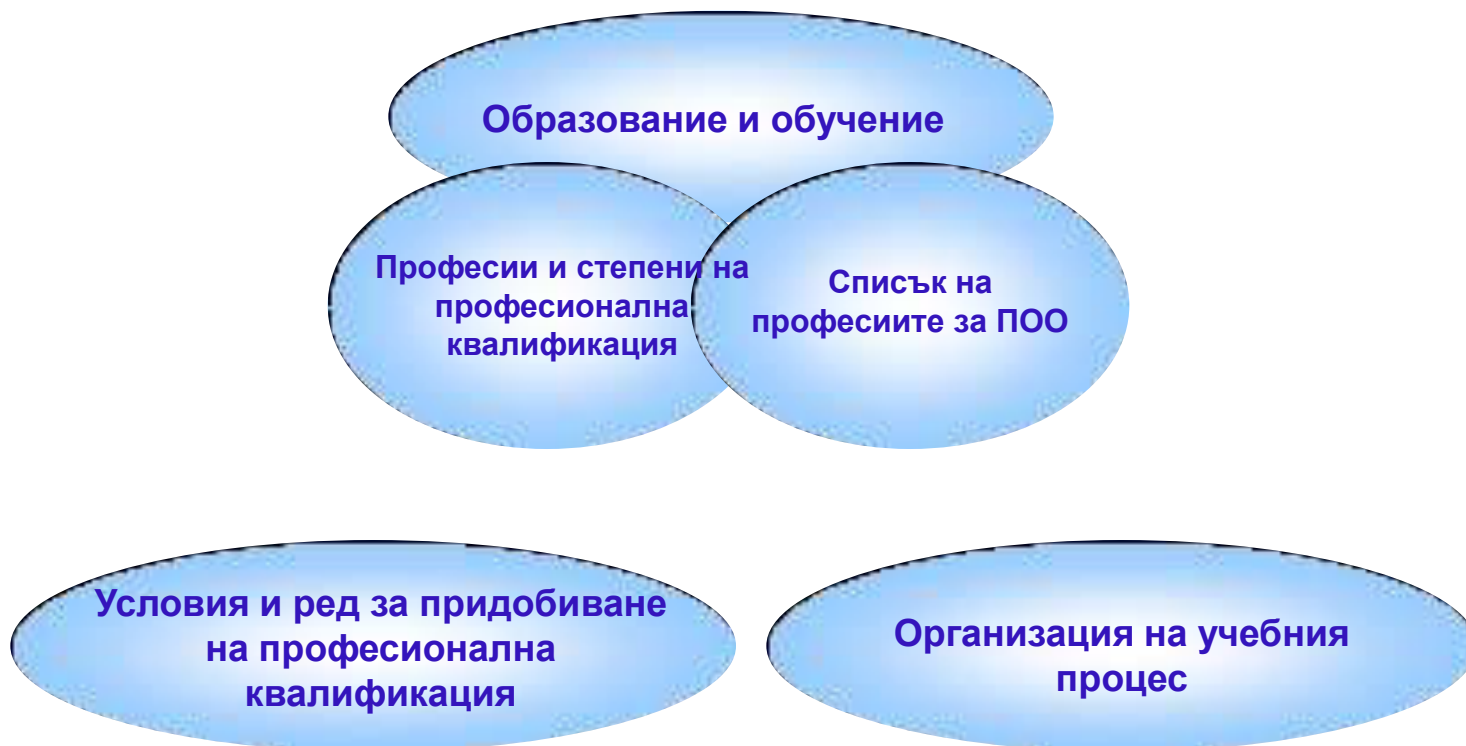 Образование и обучение
Професии и степени на
професионална
квалификация
Списък на
професиите за ПОО
Условия и ред за придобиване
на професионална
квалификация
Организация на учебния
процес